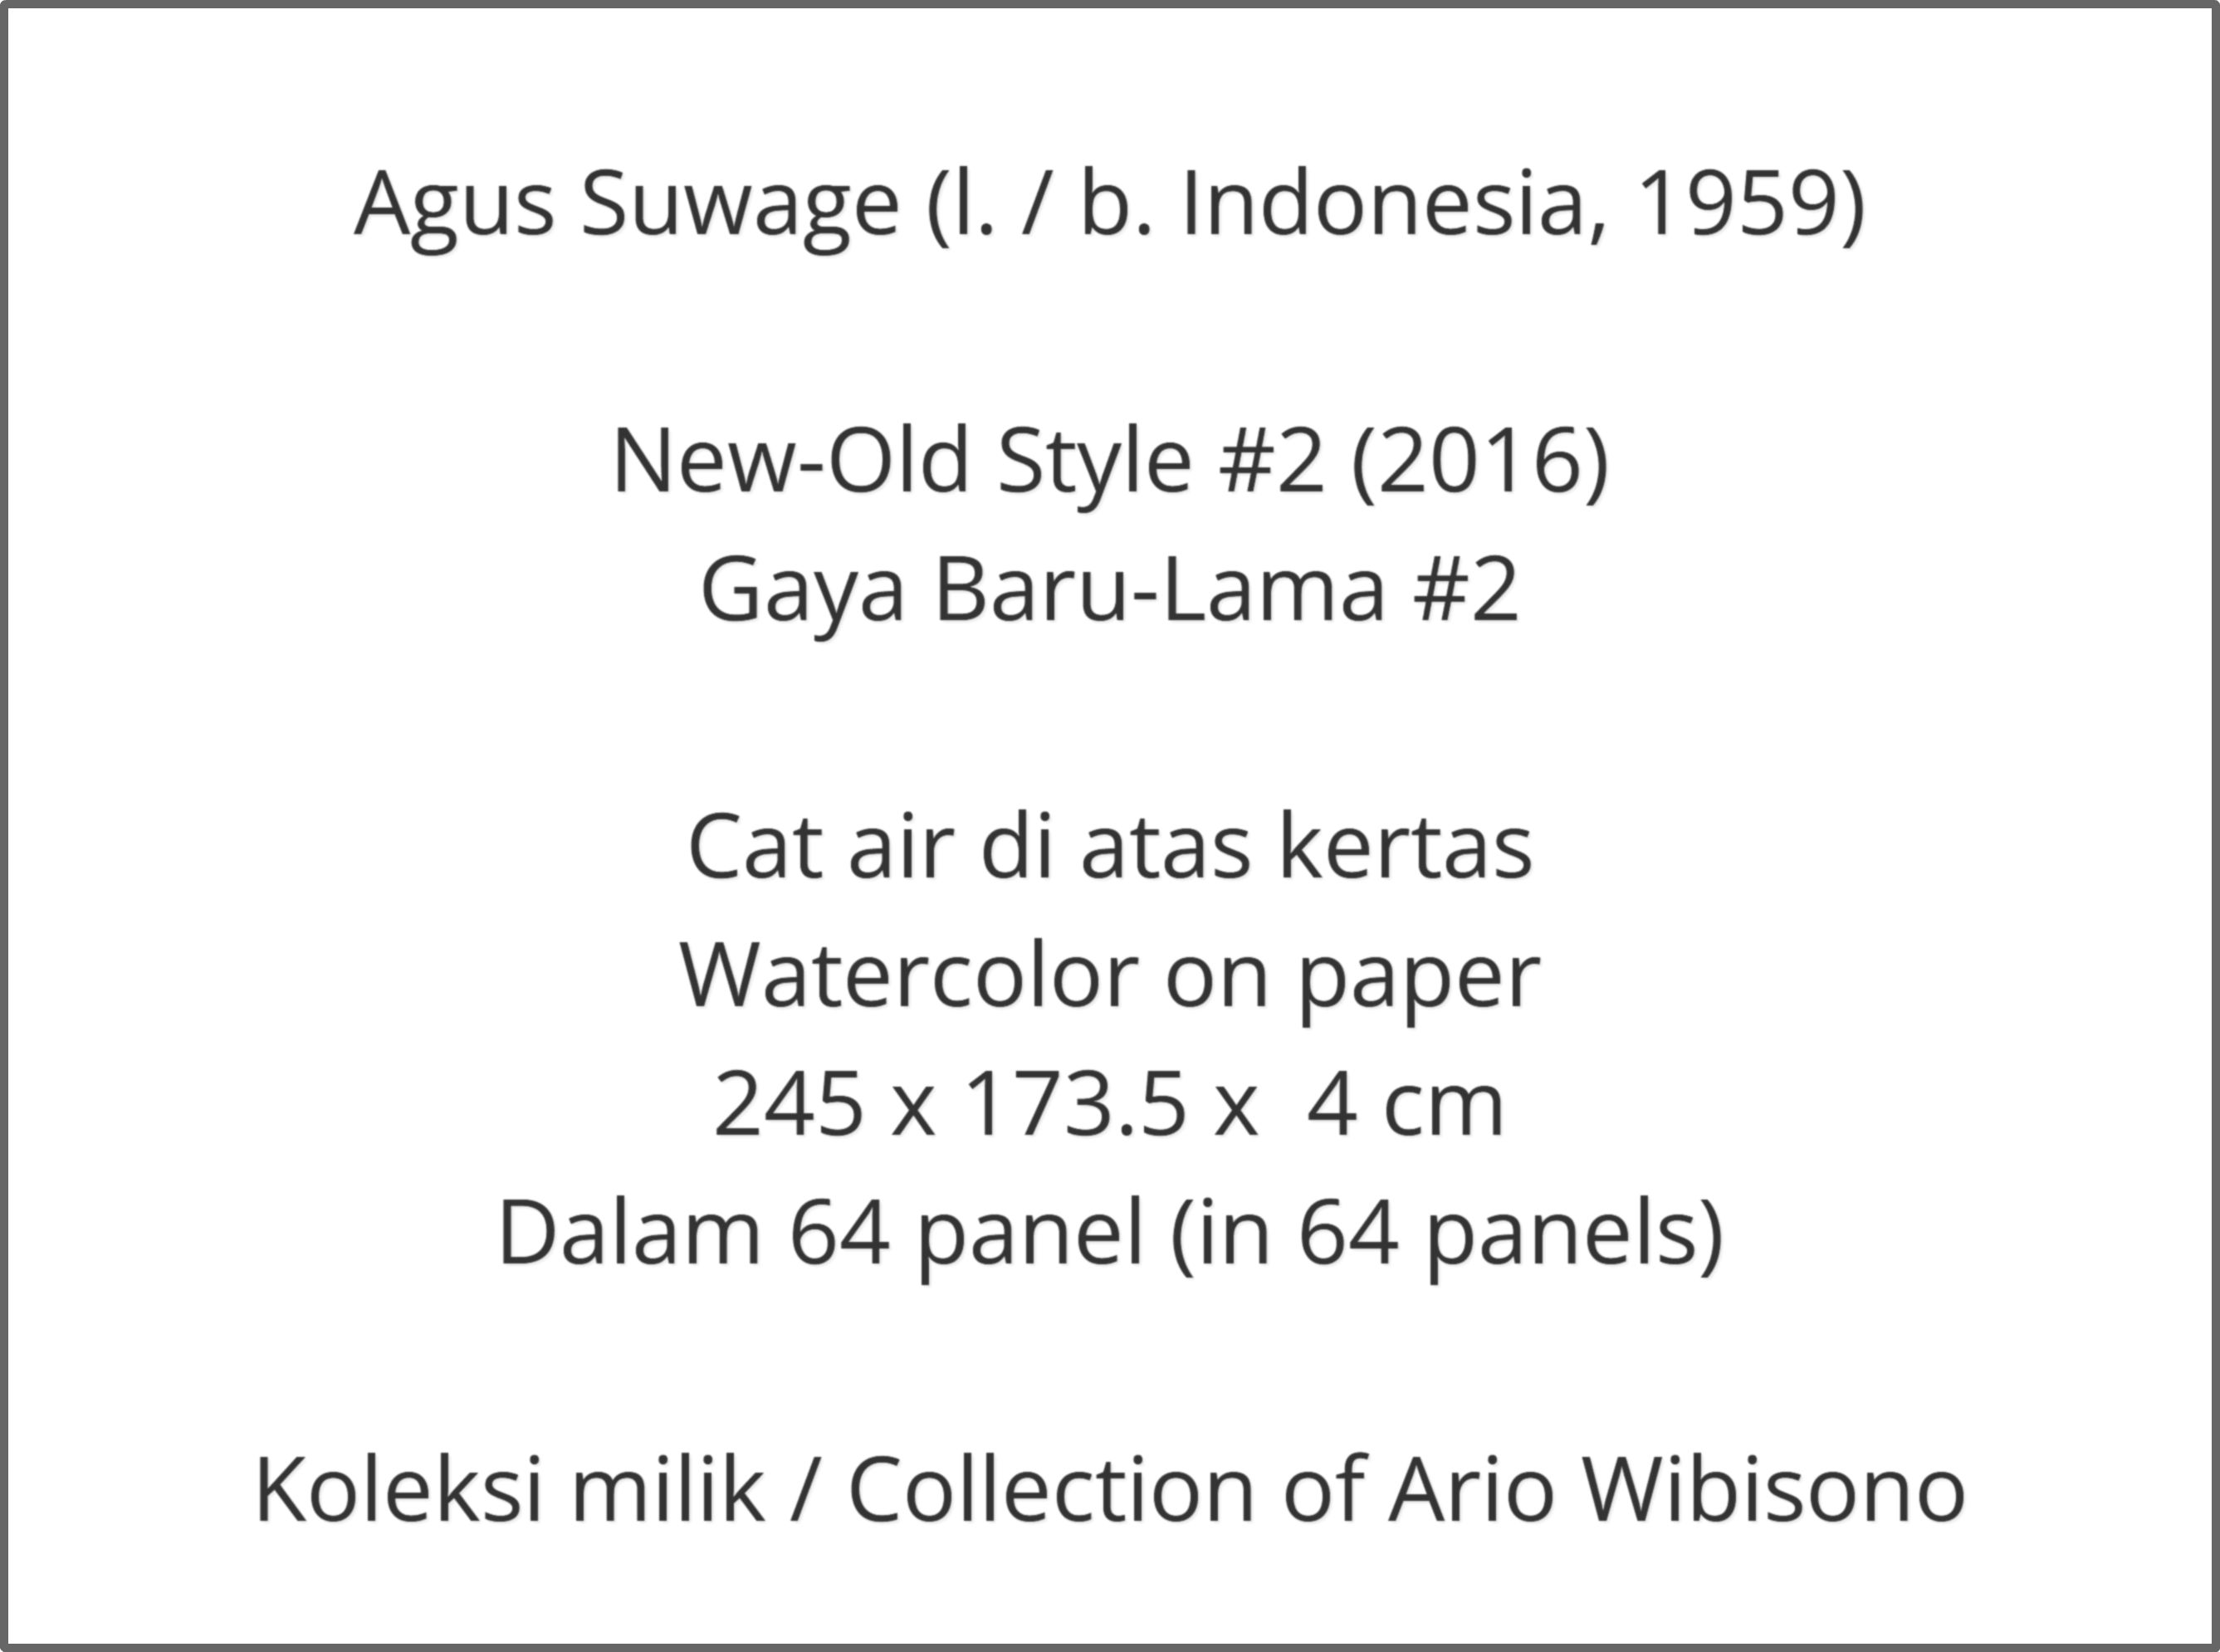 Agus Suwage (l. / b. Indonesia, 1959)
New-Old Style #2 (2016)
Gaya Baru-Lama #2
Cat air di atas kertas
Watercolor on paper
245 x 173.5 x  4 cm
Dalam 64 panel (in 64 panels)
Koleksi milik / Collection of Ario Wibisono